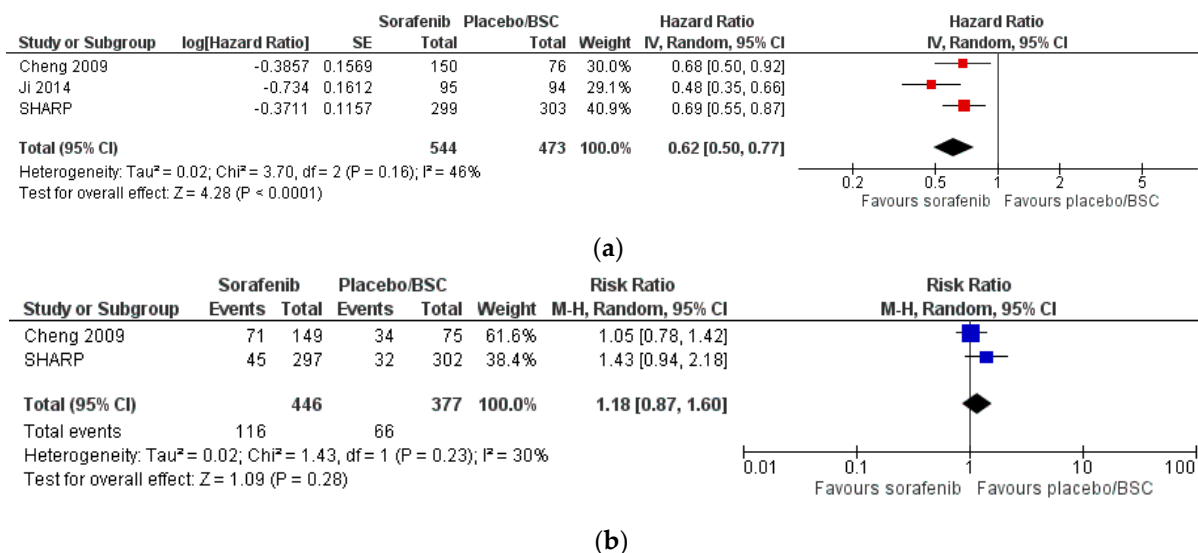 Sorafenib Placebo/BSC Hazard Ratio Hazard Ratio
Study or Subgroup log[Hazard Ratio] SE Total Total Weight IV, Random, 95% CI IV, Random, 95% CI
Cheng 2009 -0.3857 0.1569 150 76 30.0% 0.68 [0.50, 0.92]
Ji 2014 -0.734 0.1612 95 94 29.1% 0.48 [0.35, 0.66]
SHARP -0.3711 0.1157 299 303 40.9% 0.69 [0.55, 0.87]
Total (95% CI) 544 473 100.0% 0.62 [0.50, 0.77]
Heterogeneity: Tau² = 0.02; Chi² = 3.70, df = 2 (P = 0.16); I² = 46%
Test for overall effect: Z = 4.28 (P < 0.0001)
0.2 0.5 1 2 5
Favours sorafenib Favours placebo/BSC
(a)
Sorafenib Placebo/BSC Risk Ratio Risk Ratio
Study or Subgroup Events Total Events Total Weight M-H, Random, 95% CI M-H, Random, 95% CI
Cheng 2009 71 149 34 75 61.6% 1.05 [0.78, 1.42]
SHARP 45 297 32 302 38.4% 1.43 [0.94, 2.18]
Total (95% CI) 446 377 100.0% 1.18 [0.87, 1.60]
Total events 116 66
Heterogeneity: Tau² = 0.02; Chi² = 1.43, df = 1 (P = 0.23); I² = 30%
Test for overall effect: Z = 1.09 (P = 0.28)
0.01 0.1 1 10 100
Favours sorafenib Favours placebo/BSC
(b)